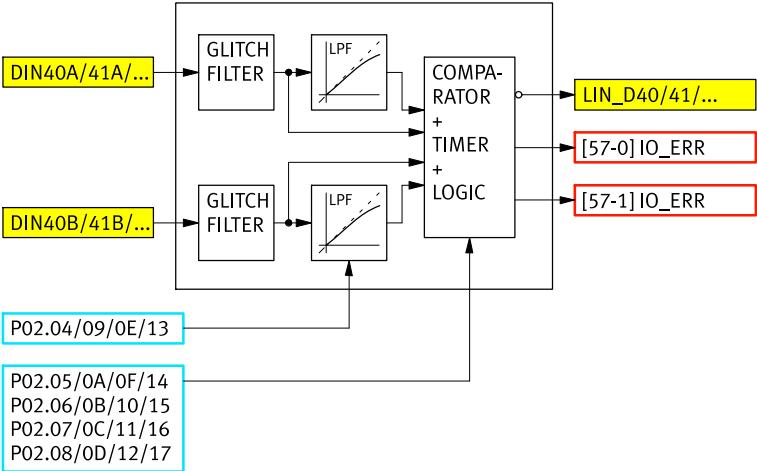 DIN40A/41A/...
GLITCH
FILTER
LPF
COMPA-
RATOR
+
TIMER
+
LOGIC
LIN_D40/41/...
[57-0] IO_ERR
[57-1] IO_ERR
DIN40B/41B/...
GLITCH
FILTER
LPF
P02.04/09/0E/13
P02.05/0A/0F/14
P02.06/0B/10/15
P02.07/0C/11/16
P02.08/0D/12/17